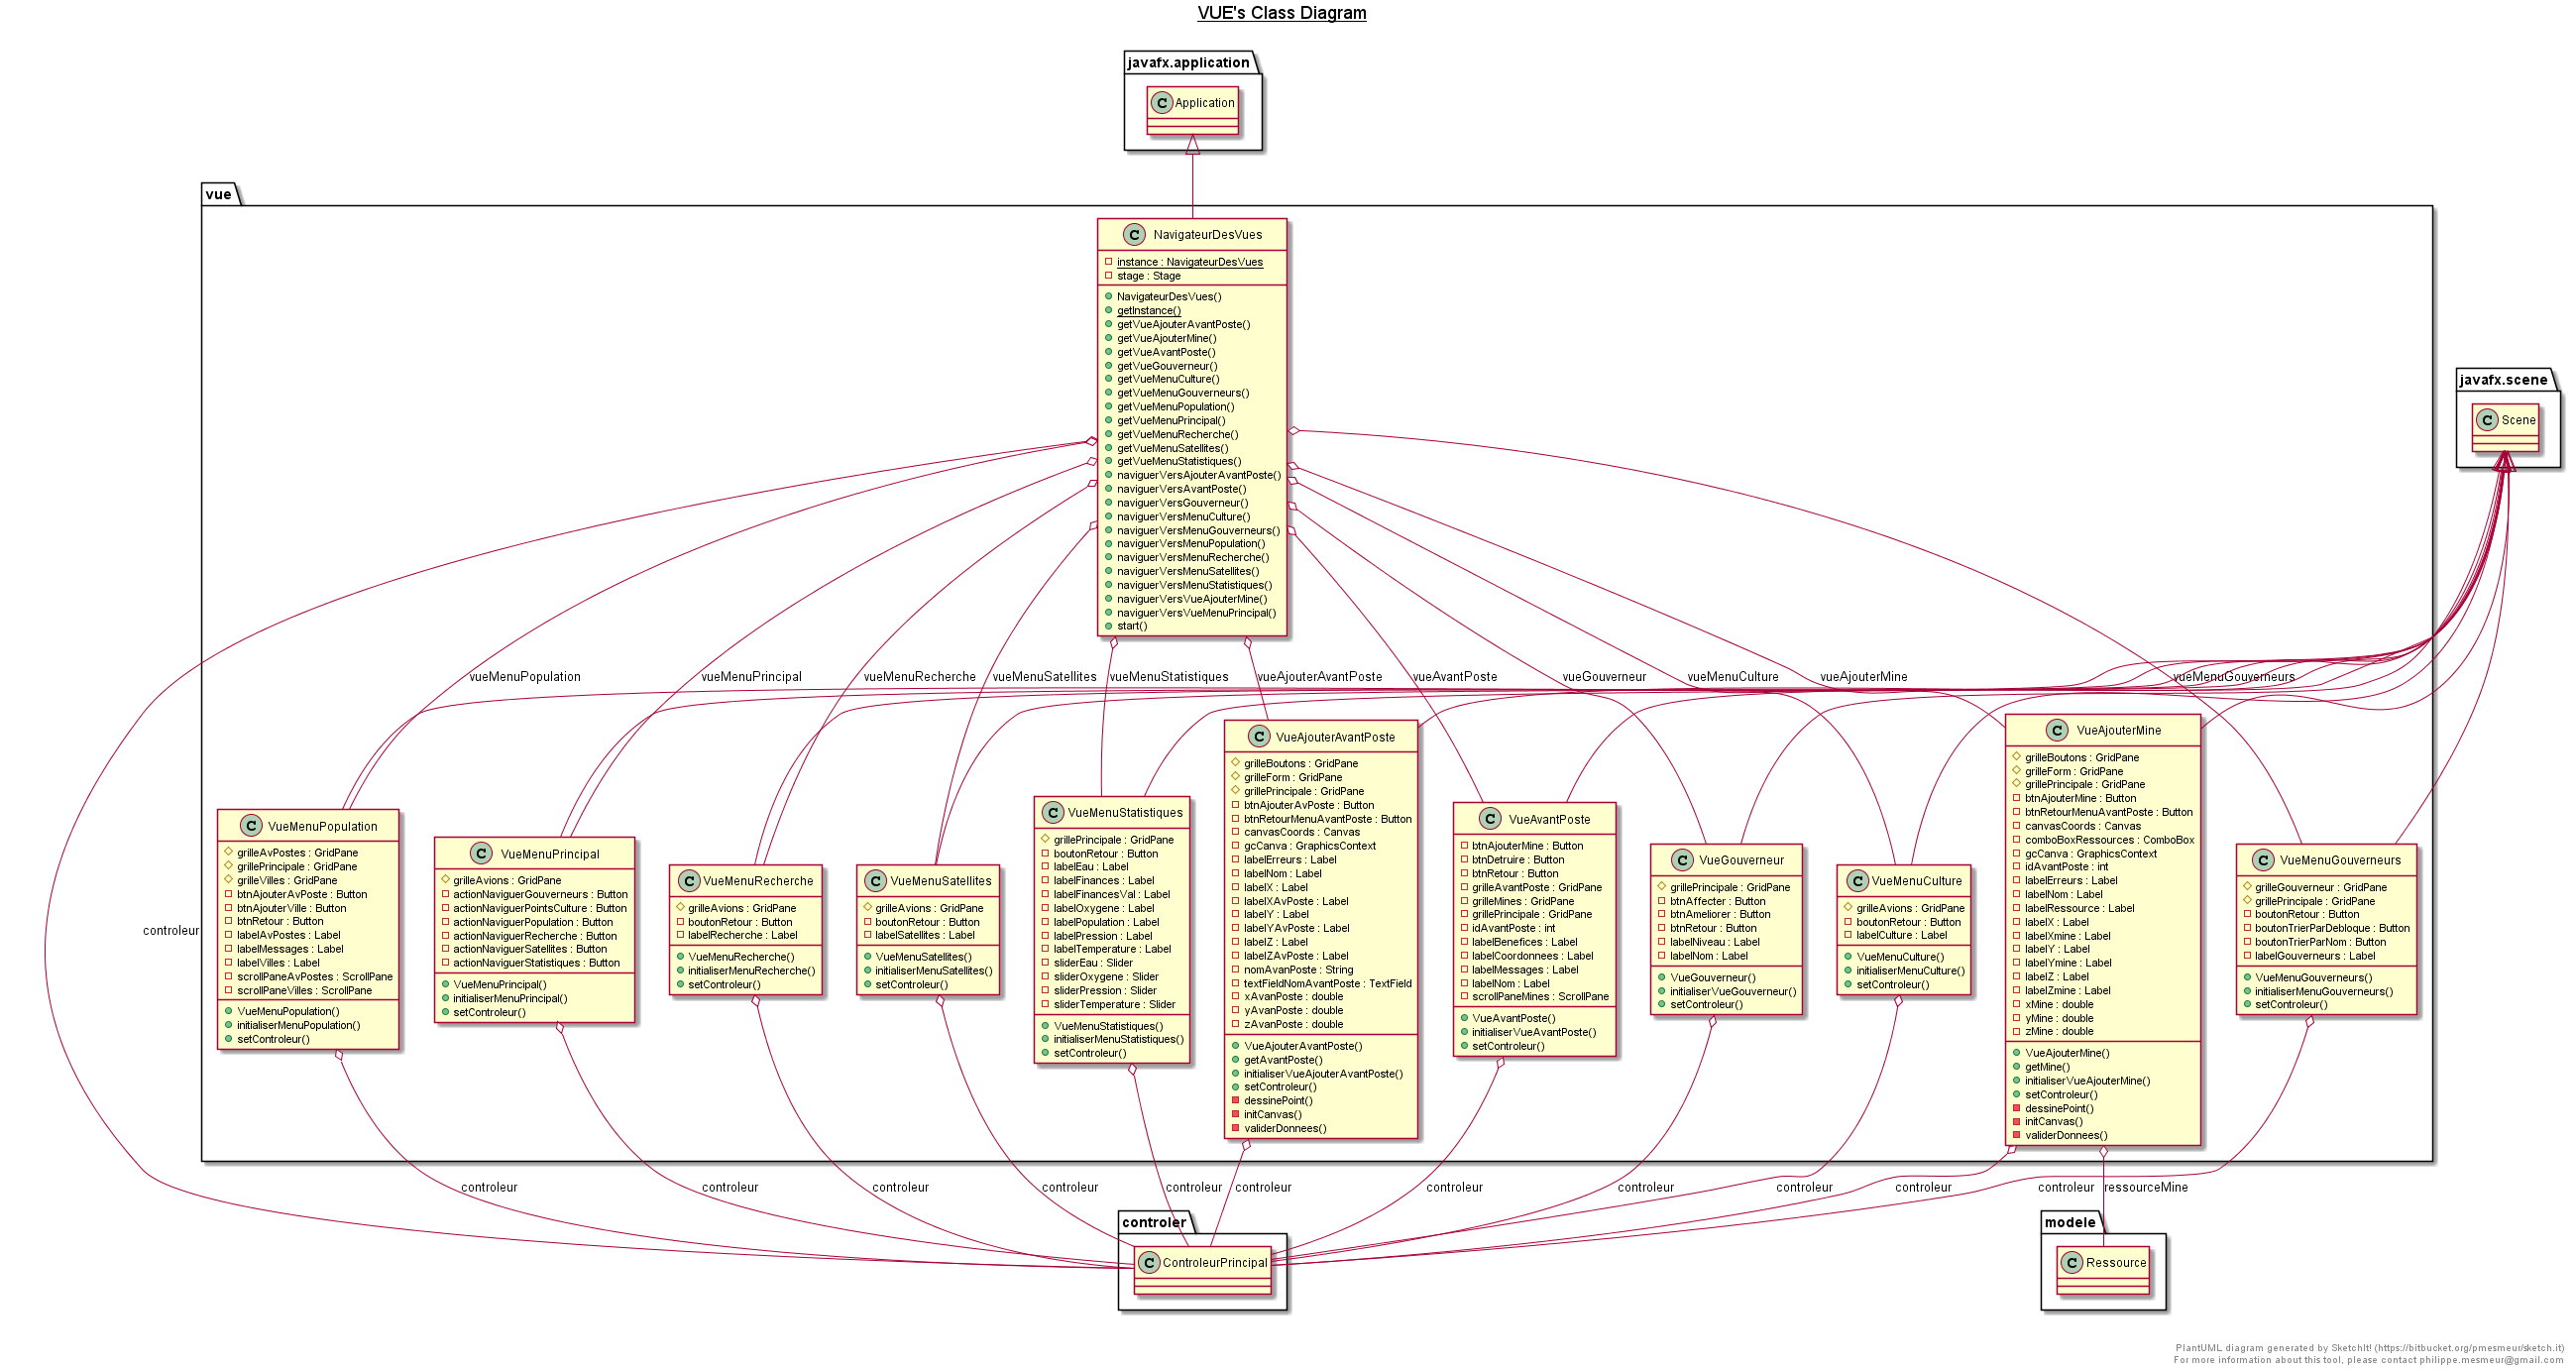 VUE's Class Diagram
javafx.application
C Application
vue
C NavigateurDesVues
instance : NavigateurDesVues
stage : Stage
NavigateurDesVues()
getInstance()
getVueAjouterAvantPoste()
getVueAjouterMine()
getVueAvantPoste()
getVueGouverneur()
getVueMenuCulture()
getVueMenuGouverneurs()
getVueMenuPopulation()
getVueMenuPrincipal()
getVueMenuRecherche()
getVueMenuSatellites()
getVueMenuStatistiques()
naviguerVersAjouterAvantPoste()
naviguerVersAvantPoste()
naviguerVersGouverneur()
naviguerVersMenuCulture()
naviguerVersMenuGouverneurs()
naviguerVersMenuPopulation()
naviguerVersMenuRecherche()
naviguerVersMenuSatellites()
naviguerVersMenuStatistiques()
naviguerVersVueAjouterMine()
naviguerVersVueMenuPrincipal()
start()
javafx.scene
C Scene
vueMenuPopulation
vueMenuPrincipal
vueMenuRecherche
vueMenuSatellites
vueMenuStatistiques
vueAjouterAvantPoste
vueAvantPoste
vueGouverneur
vueMenuCulture
vueAjouterMine
vueMenuGouverneurs
controleur
C VueMenuPopulation
grilleAvPostes : GridPane
grillePrincipale : GridPane
grilleVilles : GridPane
btnAjouterAvPoste : Button
btnAjouterVille : Button
btnRetour : Button
labelAvPostes : Label
labelMessages : Label
labelVilles : Label
scrollPaneAvPostes : ScrollPane
scrollPaneVilles : ScrollPane
VueMenuPopulation()
initialiserMenuPopulation()
setControleur()
C VueMenuPrincipal
grilleAvions : GridPane
actionNaviguerGouverneurs : Button
actionNaviguerPointsCulture : Button
actionNaviguerPopulation : Button
actionNaviguerRecherche : Button
actionNaviguerSatellites : Button
actionNaviguerStatistiques : Button
VueMenuPrincipal()
initialiserMenuPrincipal()
setControleur()
C VueMenuRecherche
grilleAvions : GridPane
boutonRetour : Button
labelRecherche : Label
VueMenuRecherche()
initialiserMenuRecherche()
setControleur()
C VueMenuSatellites
grilleAvions : GridPane
boutonRetour : Button
labelSatellites : Label
VueMenuSatellites()
initialiserMenuSatellites()
setControleur()
C VueMenuStatistiques
grillePrincipale : GridPane
boutonRetour : Button
labelEau : Label
labelFinances : Label
labelFinancesVal : Label
labelOxygene : Label
labelPopulation : Label
labelPression : Label
labelTemperature : Label
sliderEau : Slider
sliderOxygene : Slider
sliderPression : Slider
sliderTemperature : Slider
VueMenuStatistiques()
initialiserMenuStatistiques()
setControleur()
C VueAjouterAvantPoste
grilleBoutons : GridPane
grilleForm : GridPane
grillePrincipale : GridPane
btnAjouterAvPoste : Button
btnRetourMenuAvantPoste : Button
canvasCoords : Canvas
gcCanva : GraphicsContext
labelErreurs : Label
labelNom : Label
labelX : Label
labelXAvPoste : Label
labelY : Label
labelYAvPoste : Label
labelZ : Label
labelZAvPoste : Label
nomAvanPoste : String
textFieldNomAvantPoste : TextField
xAvanPoste : double
yAvanPoste : double
zAvanPoste : double
VueAjouterAvantPoste()
getAvantPoste()
initialiserVueAjouterAvantPoste()
setControleur()
dessinePoint()
initCanvas()
validerDonnees()
C VueAvantPoste
btnAjouterMine : Button
btnDetruire : Button
btnRetour : Button
grilleAvantPoste : GridPane
grilleMines : GridPane
grillePrincipale : GridPane
idAvantPoste : int
labelBenefices : Label
labelCoordonnees : Label
labelMessages : Label
labelNom : Label
scrollPaneMines : ScrollPane
VueAvantPoste()
initialiserVueAvantPoste()
setControleur()
C VueGouverneur
grillePrincipale : GridPane
btnAffecter : Button
btnAmeliorer : Button
btnRetour : Button
labelNiveau : Label
labelNom : Label
VueGouverneur()
initialiserVueGouverneur()
setControleur()
C VueMenuCulture
grilleAvions : GridPane
boutonRetour : Button
labelCulture : Label
VueMenuCulture()
initialiserMenuCulture()
setControleur()
C VueAjouterMine
grilleBoutons : GridPane
grilleForm : GridPane
grillePrincipale : GridPane
btnAjouterMine : Button
btnRetourMenuAvantPoste : Button
canvasCoords : Canvas
comboBoxRessources : ComboBox
gcCanva : GraphicsContext
idAvantPoste : int
labelErreurs : Label
labelNom : Label
labelRessource : Label
labelX : Label
labelXmine : Label
labelY : Label
labelYmine : Label
labelZ : Label
labelZmine : Label
xMine : double
yMine : double
zMine : double
VueAjouterMine()
getMine()
initialiserVueAjouterMine()
setControleur()
dessinePoint()
initCanvas()
validerDonnees()
C VueMenuGouverneurs
grilleGouverneur : GridPane
grillePrincipale : GridPane
boutonRetour : Button
boutonTrierParDebloque : Button
boutonTrierParNom : Button
labelGouverneurs : Label
VueMenuGouverneurs()
initialiserMenuGouverneurs()
setControleur()
controleur
controleur
controleur
controleur
controleur
controleur
controleur
controleur
controleur
controleur
controleur
ressourceMine
controler
C ControleurPrincipal
modele
C Ressource
PlantUML diagram generated by SketchIt! (https://bitbucket.org/pmesmeur/sketch.it)
For more information about this tool, please contact philippe.mesmeur@gmail.com